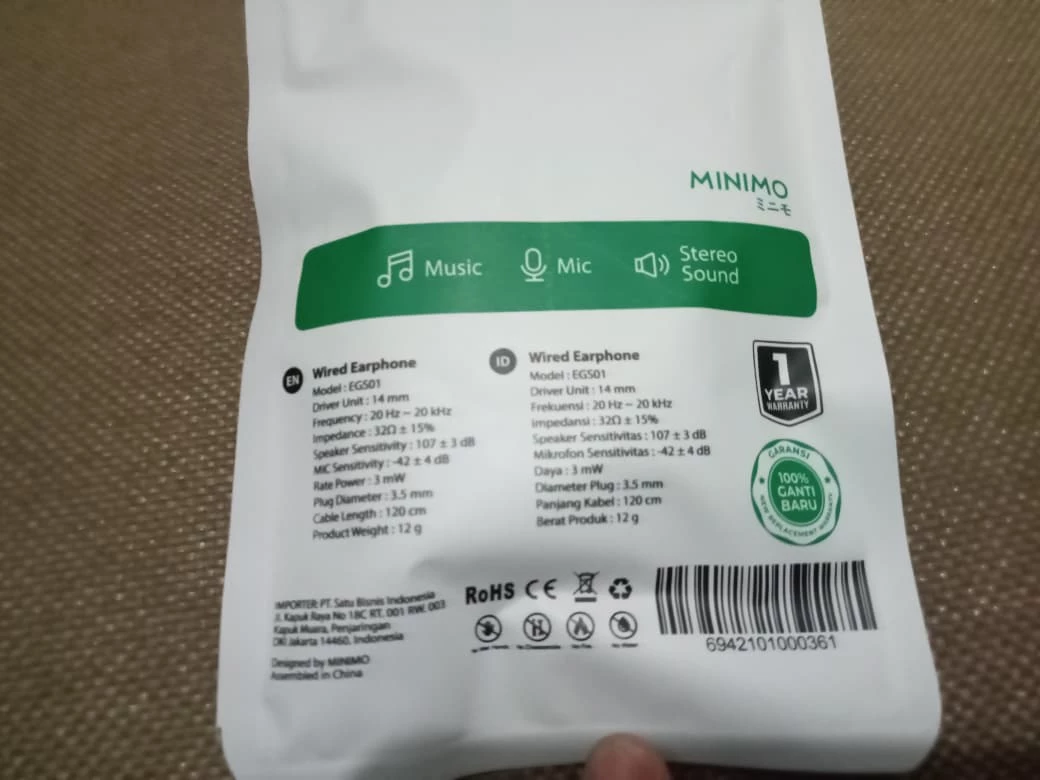 MINIMO
ミニモ
Music
Mic
Stereo
Sound
EN
Wired Earphone
Model : EGS01
Driver Unit : 14 mm
Frequency : 20 Hz ~ 20 kHz
Impedance : 32Ω ± 15%
Speaker Sensitivity : 107 ± 3 dB
MIC Sensitivity : -42 ± 4 dB
Rate Power : 3 mW
Plug Diameter : 3.5 mm
Cable Length : 120 cm
Product Weight : 12 g
ID
Wired Earphone
Model : EGS01
Driver Unit : 14 mm
Frekuensi : 20 Hz ~ 20 kHz
Impedansi : 32Ω ± 15%
Speaker Sensitivitas : 107 ± 3 dB
Mikrofon Sensitivitas : -42 ± 4 dB
Daya : 3 mW
Diameter Plug : 3.5 mm
Panjang Kabel : 120 cm
Berat Produk : 12 g
1
YEAR
WARRANTY
GARANSI
100%
GANTI
BARU
NEW REPLACEMENT WARRANTY
IMPORTER: PT. Satu Bisnis Indonesia
Jl. Kapuk Raya No 18C RT. 001 RW. 003
Kapuk Muara, Penjaringan
DKI Jakarta 14460, Indonesia
Designed by MINIMO
Assembled in China
RoHS CE
6942101000361